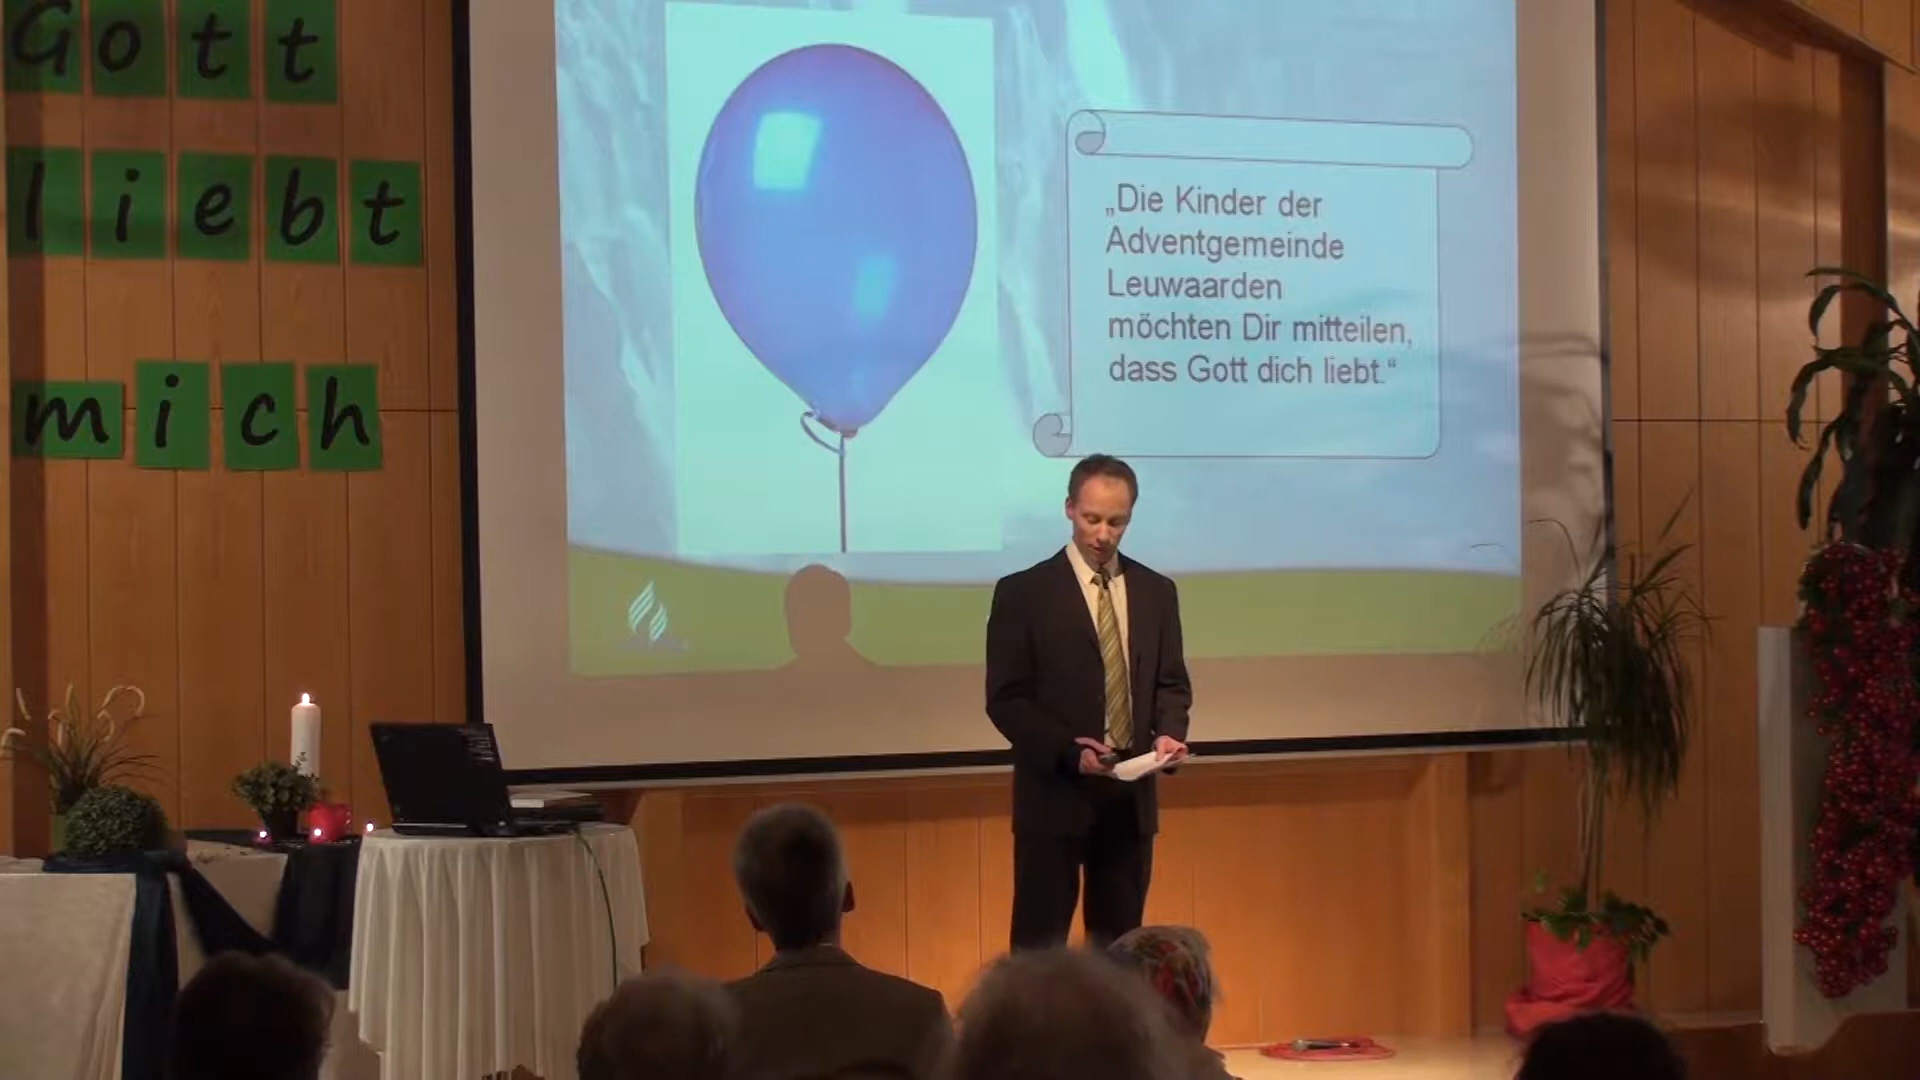 Gott
liebt
mich
„Die Kinder der
Adventgemeinde
Leuwaarden
möchten Dir mitteilen,
dass Gott dich liebt.“